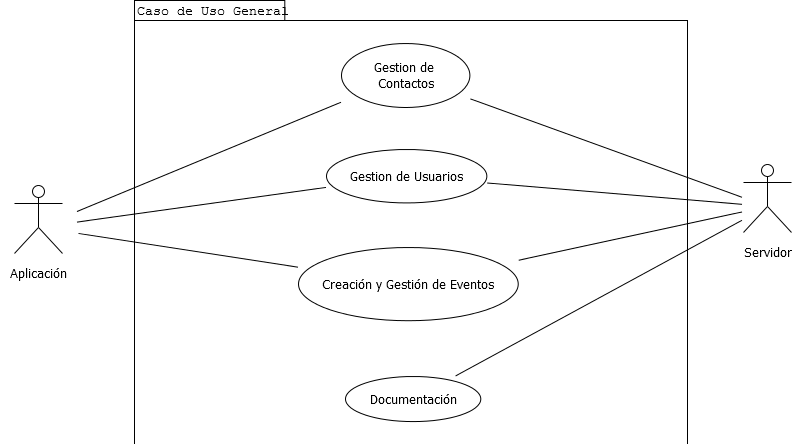 Caso de Uso General
Gestion de
Contactos
Gestion de Usuarios
Aplicación
Servidor
Creación y Gestión de Eventos
Documentación